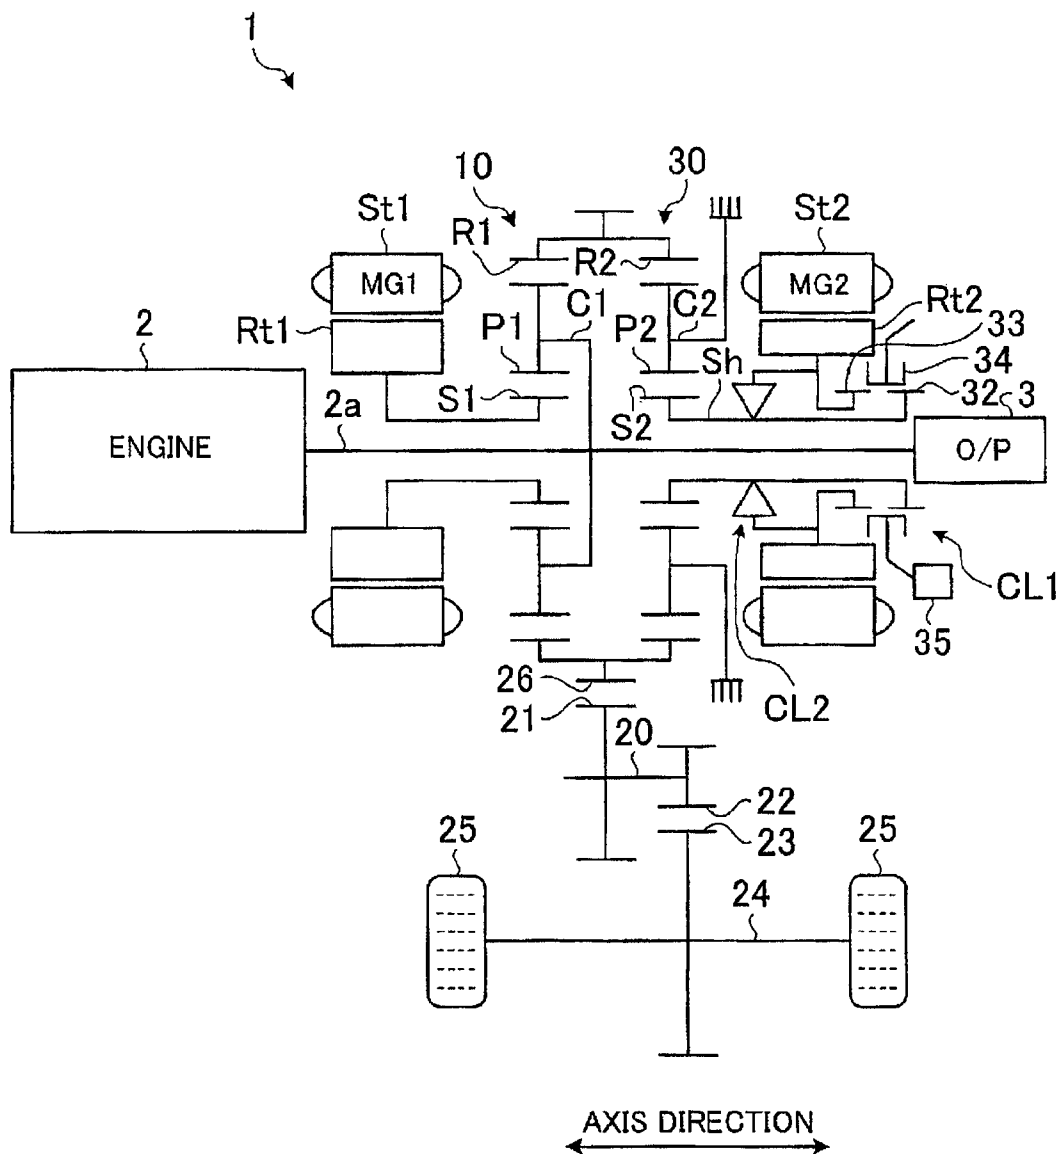 1
10
30
St1
R1
R2
St2
MG1
MG2
C1
C2
Rt2
Rt1
P1
P2
33
2
Sh
34
S1
S2
32
3
2a
ENGINE
O/P
CL1
35
26
CL2
21
20
22
23
25
25
24
AXIS DIRECTION